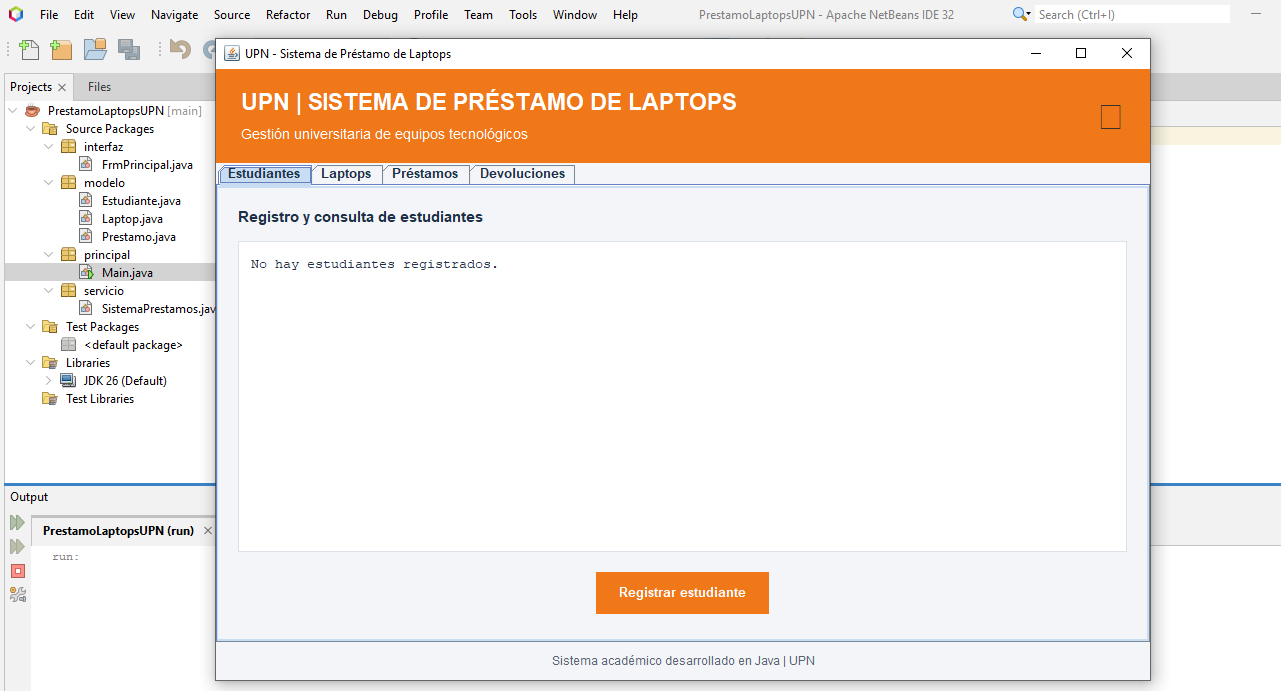 File Edit View Navigate Source Refactor Run Debug Profile Team Tools Window Help PrestamoLaptopsUPN - Apache NetBeans IDE 32 Search (Ctrl+I)
UPN - Sistema de Préstamo de Laptops
Projects Files
PrestamoLaptopsUPN [main]
Source Packages
interfaz
FrmPrincipal.java
modelo
Estudiante.java
Laptop.java
Prestamo.java
principal
Main.java
servicio
SistemaPrestamos.jav
Test Packages
<default package>
Libraries
JDK 26 (Default)
Test Libraries
UPN | SISTEMA DE PRÉSTAMO DE LAPTOPS
Gestión universitaria de equipos tecnológicos
Estudiantes Laptops Préstamos Devoluciones
Registro y consulta de estudiantes
No hay estudiantes registrados.
Registrar estudiante
Sistema académico desarrollado en Java | UPN
Output
PrestamoLaptopsUPN (run)
run: